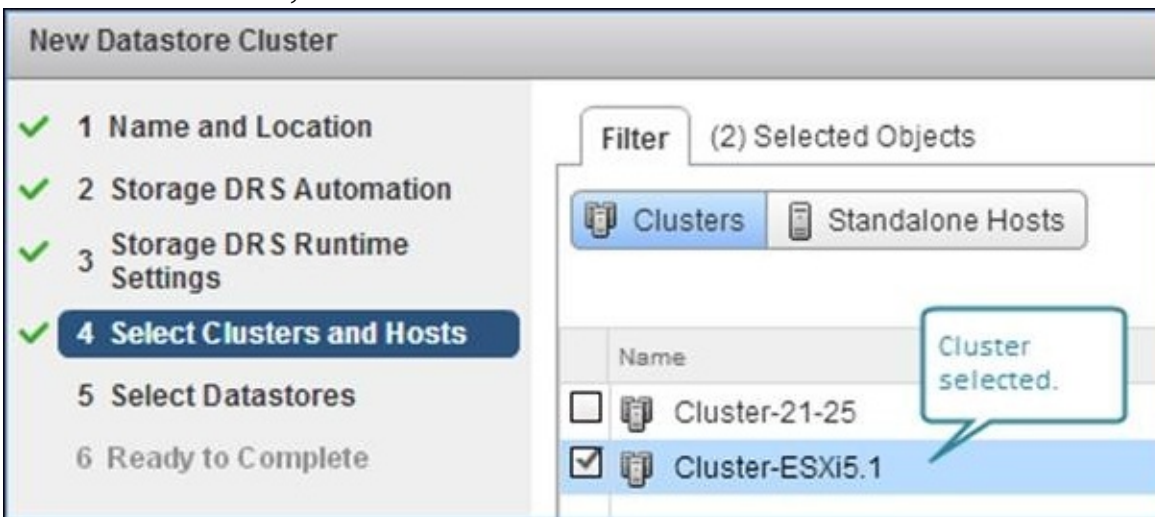 New Datastore Cluster
1 Name and Location
2 Storage DRS Automation
3 Storage DRS Runtime
Settings
4 Select Clusters and Hosts
5 Select Datastores
6 Ready to Complete
Filter (2) Selected Objects
Clusters Standalone Hosts
Name
Cluster
selected.
Cluster-21-25
Cluster-ESXi5.1